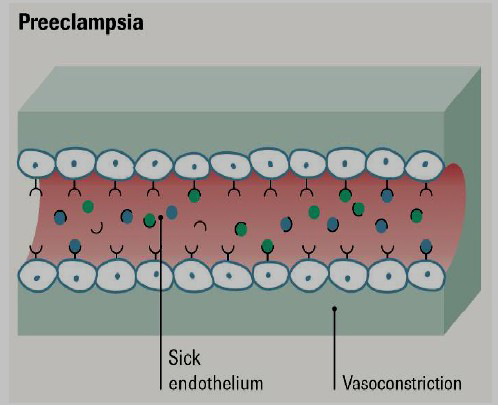 Preeclampsia
Sick
endothelium
Vasoconstriction